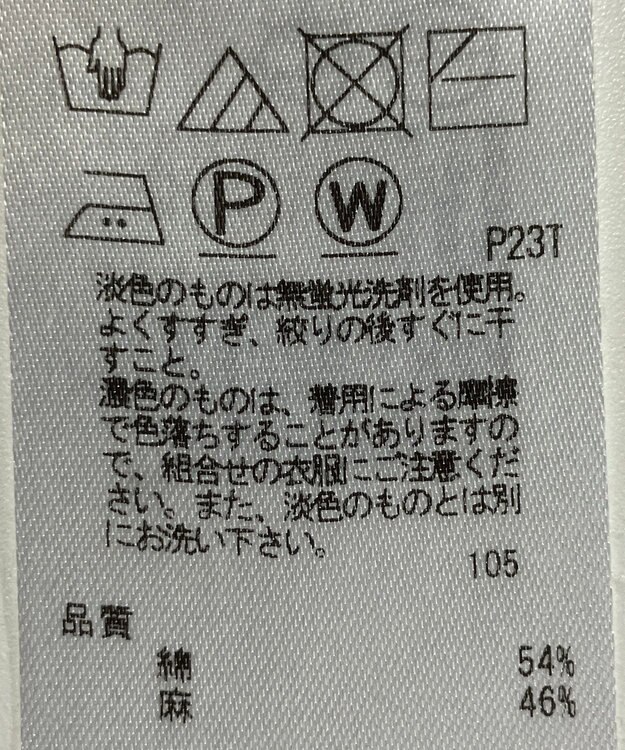 P W P23T
淡色のものは無蛍光洗剤を使用。
よくすすぎ、絞りの後すぐに干
すこと。
濃色のものは、着用による摩擦
で色落ちすることがありますの
で、組合せの衣服にご注意くだ
さい。また、淡色のものとは別
にお洗い下さい。
105
品質
綿 54%
麻 46%